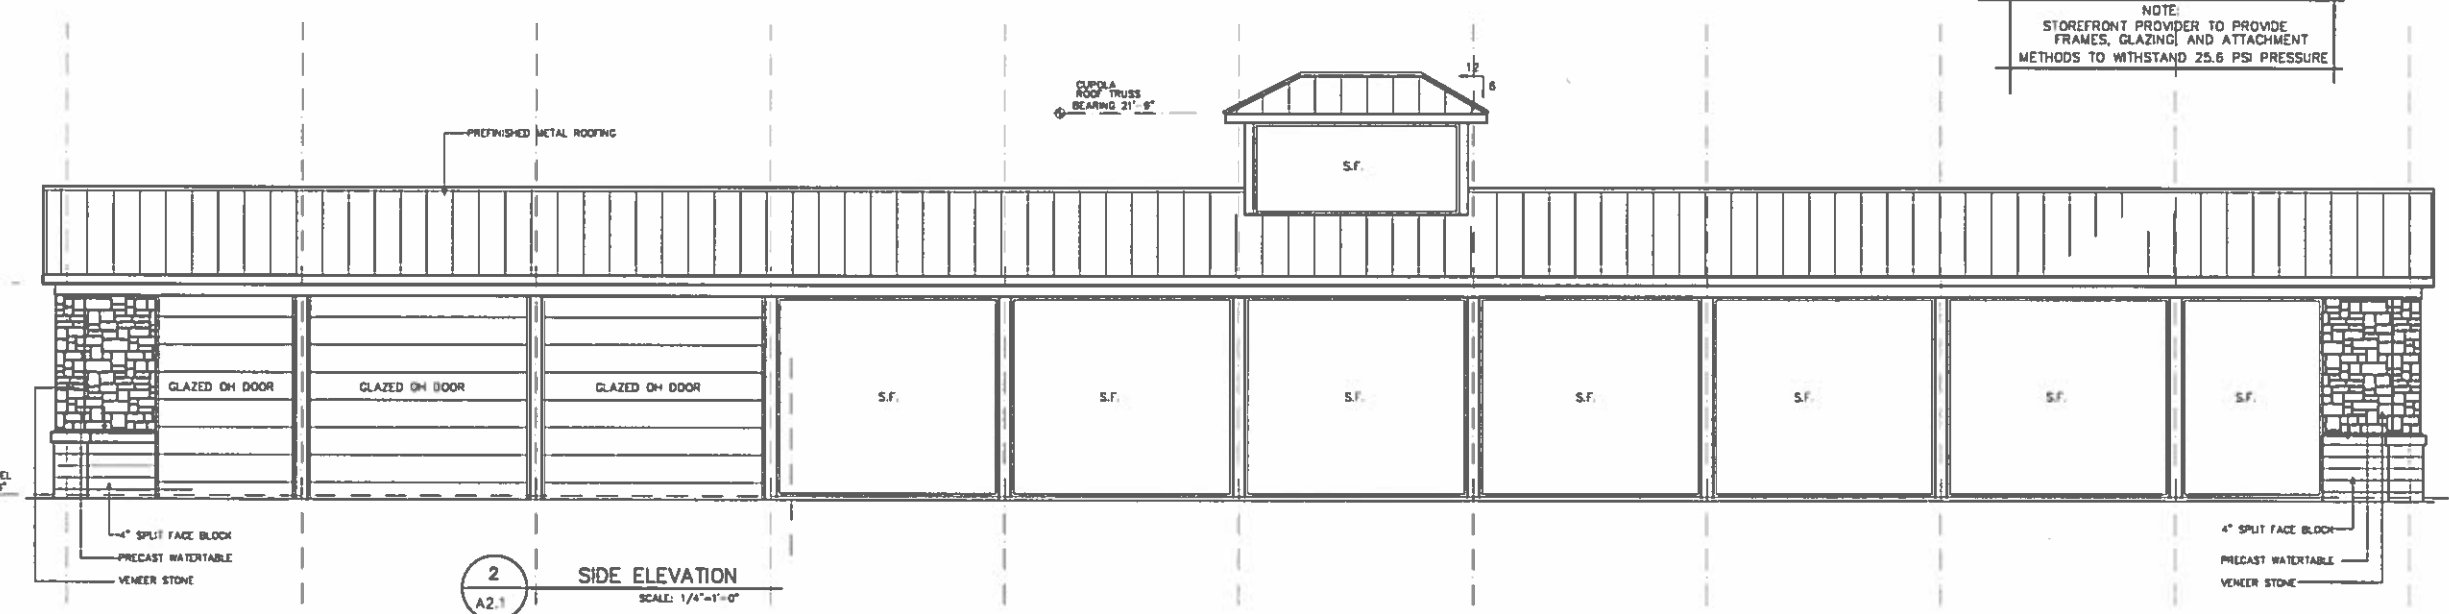 NOTE:
STOREFRONT PROVIDER TO PROVIDE
FRAMES, GLAZING, AND ATTACHMENT
METHODS TO WITHSTAND 25.6 PSI PRESSURE
12
6
CUPOLA
ROOF TRUSS
BEARING 21'-9"
PREFINISHED METAL ROOFING
S.F.
GLAZED OH DOOR
GLAZED OH DOOR
GLAZED OH DOOR
S.F.
S.F.
S.F.
S.F.
S.F.
S.F.
S.F.
4" SPLIT FACE BLOCK
PRECAST WATERTABLE
VENEER STONE
2
A2.1
SIDE ELEVATION
SCALE: 1/4"=1'-0"
4" SPLIT FACE BLOCK
PRECAST WATERTABLE
VENEER STONE